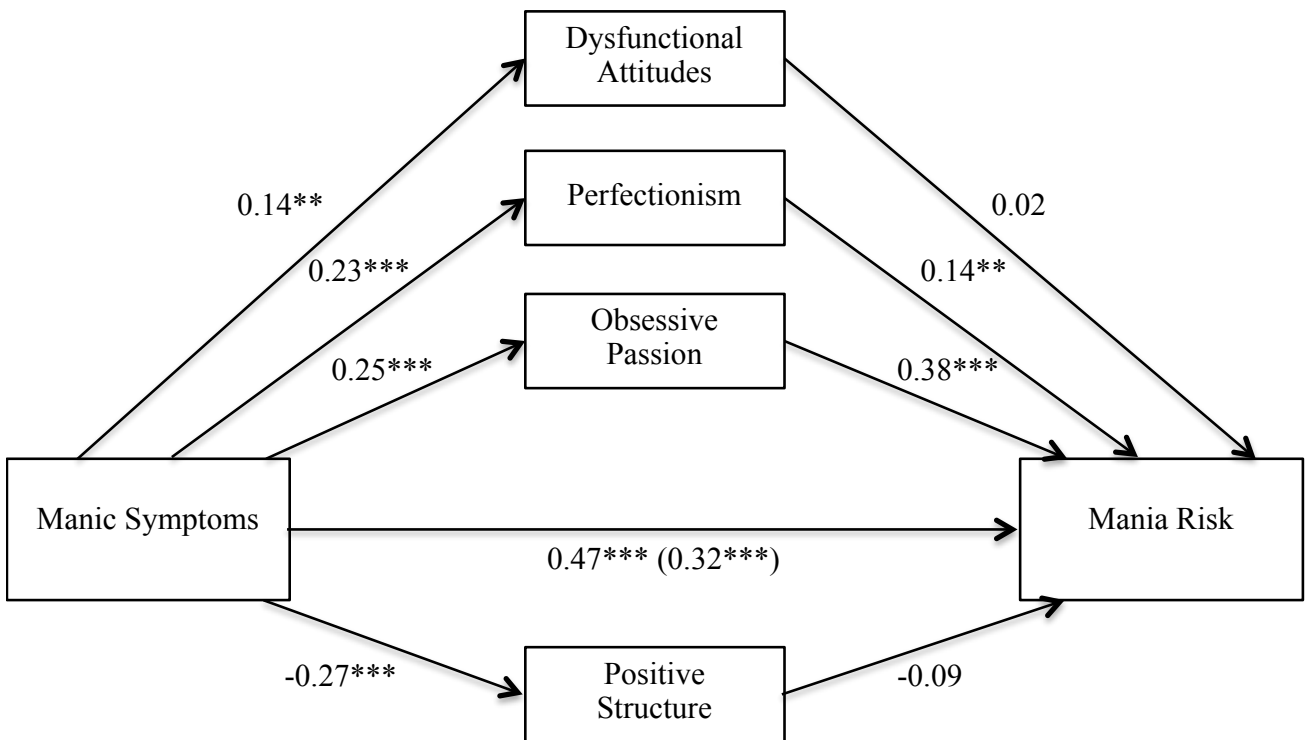 Dysfunctional
Attitudes
0.14**
Perfectionism
0.02
0.23***
0.14**
Obsessive
Passion
0.25***
0.38***
Manic Symptoms
Mania Risk
0.47*** (0.32***)
-0.27***
Positive
Structure
-0.09